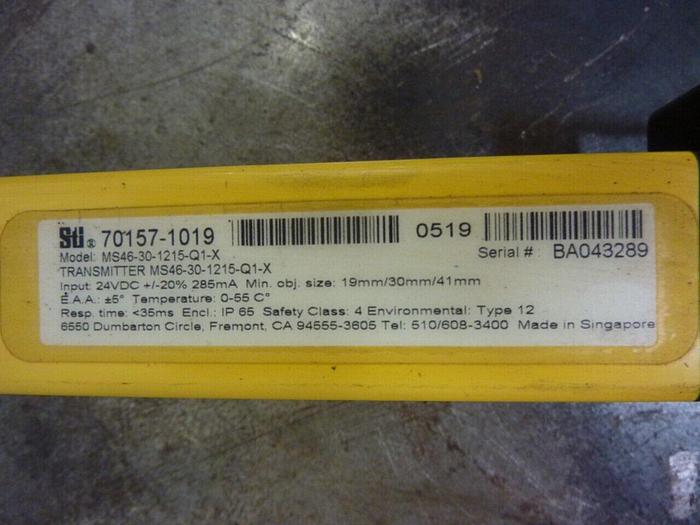 Sti ® 70157-1019 0519
Model: MS46-30-1215-Q1-X Serial # : BA043289
TRANSMITTER MS46-30-1215-Q1-X
Input: 24VDC +/-20% 285mA Min. obj. size: 19mm/30mm/41mm
E.A.A.: ±5° Temperature: 0-55 C°
Resp. time: <35ms Encl.: IP 65 Safety Class: 4 Environmental: Type 12
6550 Dumbarton Circle, Fremont, CA 94555-3605 Tel: 510/608-3400 Made in Singapore